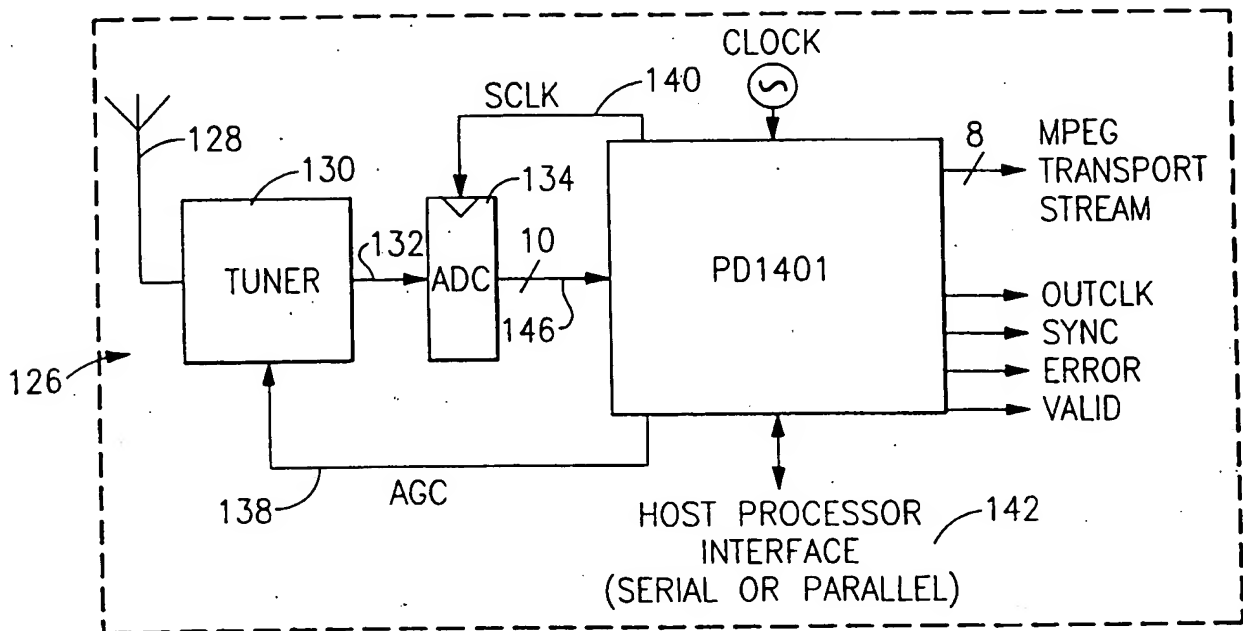 CLOCK
SCLK
140
128
130
134
8
MPEG
TRANSPORT
STREAM
132
10
TUNER
ADC
PD1401
146
OUTCLK
SYNC
ERROR
VALID
126
138
AGC
HOST PROCESSOR
INTERFACE
(SERIAL OR PARALLEL)
142